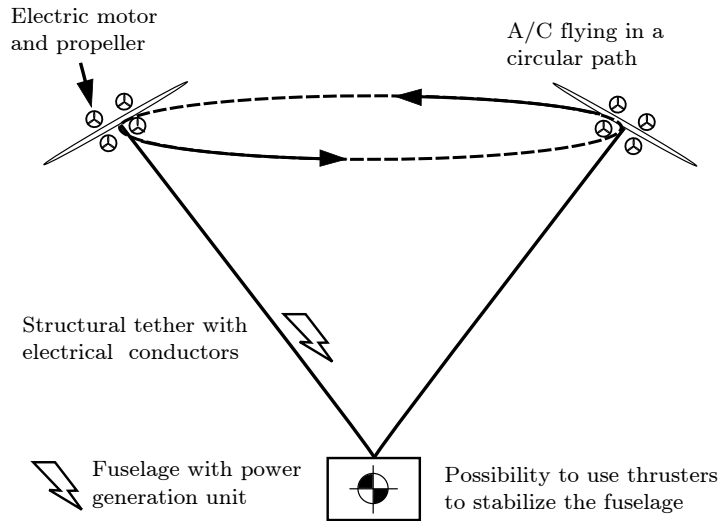 Electric motor
and propeller
A/C flying in a
circular path
Structural tether with
electrical conductors
Fuselage with power
generation unit
Possibility to use thrusters
to stabilize the fuselage